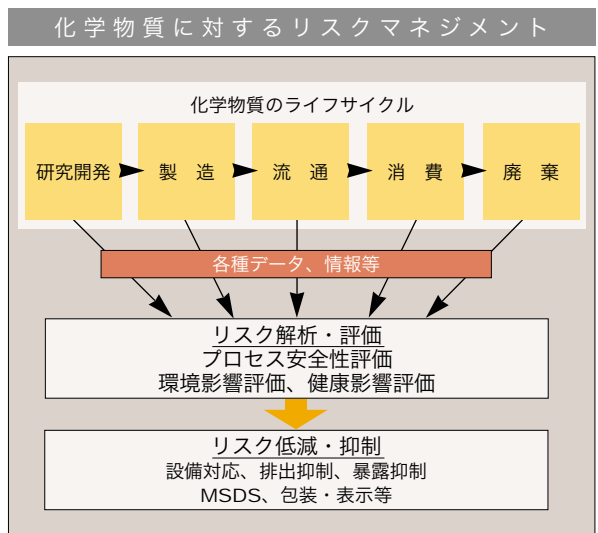 化学物質に対するリスクマネジメント
化学物質のライフサイクル
研究開発 製　造 流　通 消　費 廃　棄
各種データ、情報等
リスク解析・評価
プロセス安全性評価
環境影響評価、健康影響評価
リスク低減・抑制
設備対応、排出抑制、暴露抑制
MSDS、包装・表示等